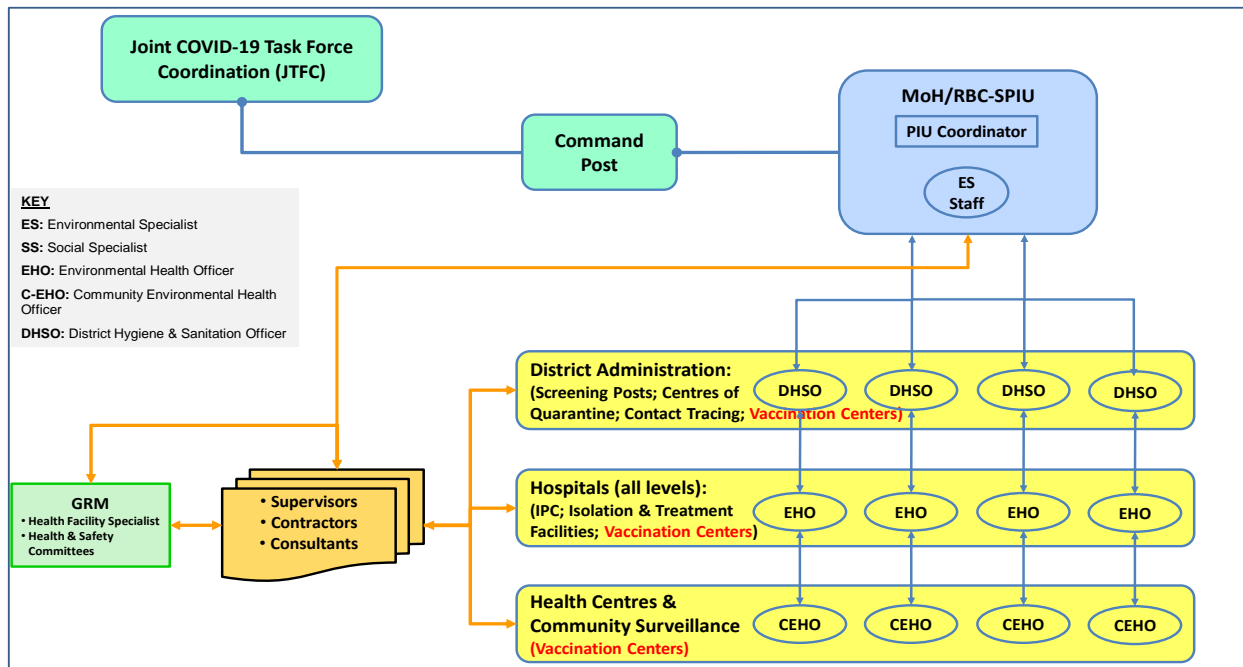 Joint COVID-19 Task Force
Coordination (JTFC)
MoH/RBC-SPIU
PIU Coordinator
Command
Post
ES
Staff
KEY
ES: Environmental Specialist
SS: Social Specialist
EHO: Environmental Health Officer
C-EHO: Community Environmental Health
Officer
DHSO: District Hygiene & Sanitation Officer
District Administration:
(Screening Posts; Centres of
Quarantine; Contact Tracing; Vaccination Centers)
DHSO DHSO DHSO DHSO
GRM
• Health Facility Specialist
• Health & Safety
Committees
• Supervisors
• Contractors
• Consultants
Hospitals (all levels):
(IPC; Isolation & Treatment
Facilities; Vaccination Centers)
EHO EHO EHO EHO
Health Centres &
Community Surveillance
(Vaccination Centers)
CEHO CEHO CEHO CEHO